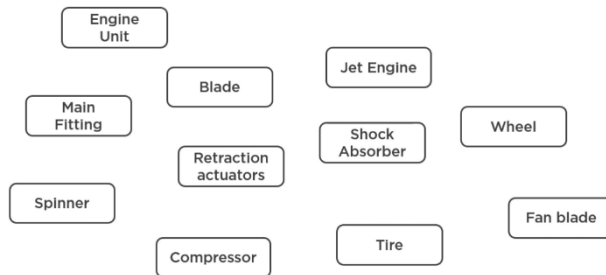 Engine
Unit
Jet Engine
Blade
Main
Fitting
Wheel
Shock
Absorber
Retraction
actuators
Spinner
Fan blade
Tire
Compressor